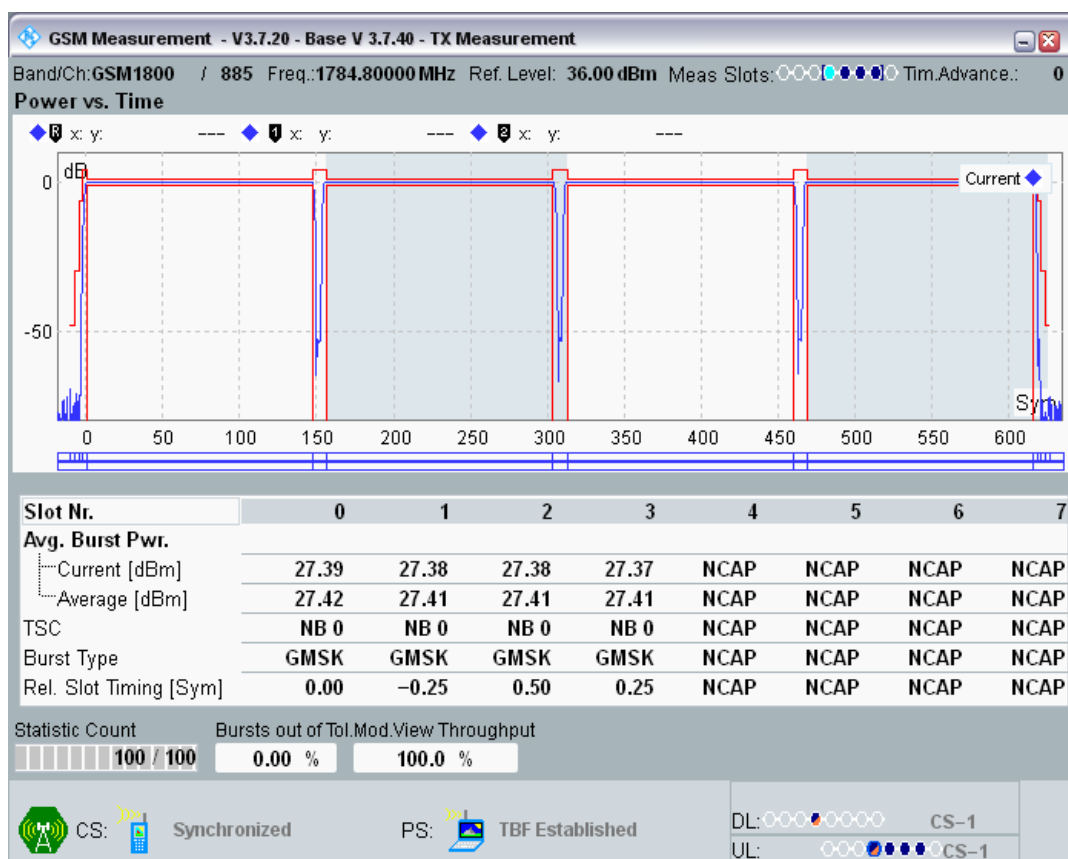 GSM Measurement - V3.7.20 - Base V 3.7.40 - TX Measurement
Band/Ch:GSM1800 / 885 Freq.:1784.80000 MHz Ref. Level: 36.00 dBm Meas Slots: Tim.Advance.: 0
Power vs. Time
R x: y: --- 1 x: y: --- 2 x: y: ---
dB
Current
0
-50
Sym
0 50 100 150 200 250 300 350 400 450 500 550 600
Slot Nr. 0 1 2 3 4 5 6 7
Avg. Burst Pwr.
Current [dBm] 27.39 27.38 27.38 27.37 NCAP NCAP NCAP NCAP
Average [dBm] 27.42 27.41 27.41 27.41 NCAP NCAP NCAP NCAP
TSC NB 0 NB 0 NB 0 NB 0 NCAP NCAP NCAP NCAP
Burst Type GMSK GMSK GMSK GMSK NCAP NCAP NCAP NCAP
Rel. Slot Timing [Sym] 0.00 −0.25 0.50 0.25 NCAP NCAP NCAP NCAP
Statistic Count Bursts out of Tol. Mod.View Throughput
100 / 100 0.00 % 100.0 %
CS: Synchronized PS: TBF Established DL: CS−1
UL: CS−1